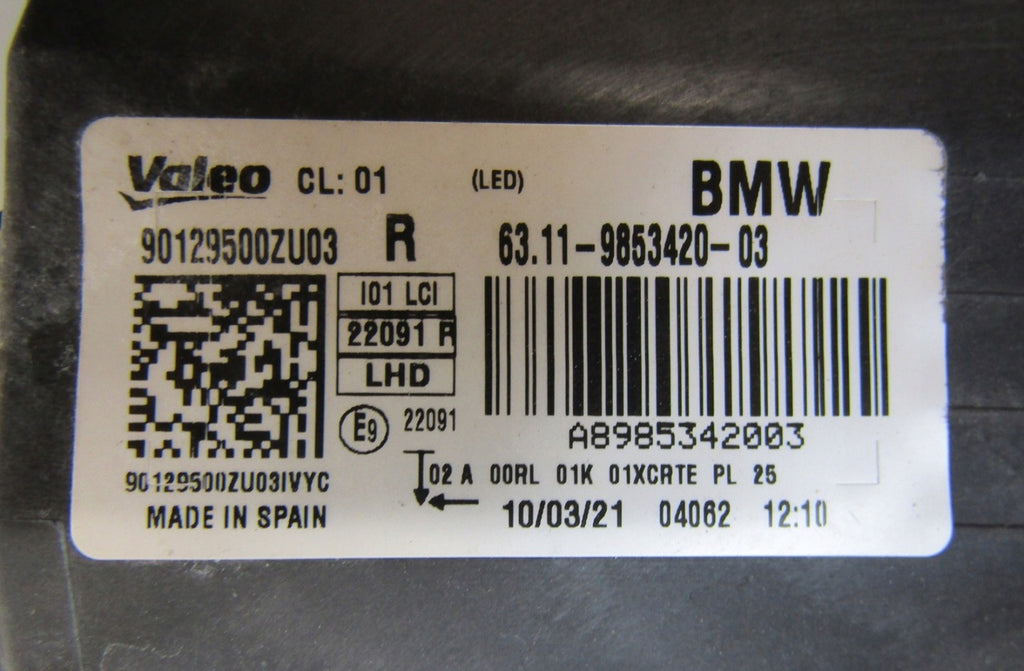 Valeo CL: 01 (LED) BMW
90129500ZU03 R 63.11-9853420-03
I01 LCI
22091 R
LHD
E9 22091
A8985342003
90129500ZU03IVYC
02 A 00RL 01K 01XCRTE PL 25
MADE IN SPAIN 10/03/21 04062 12:10